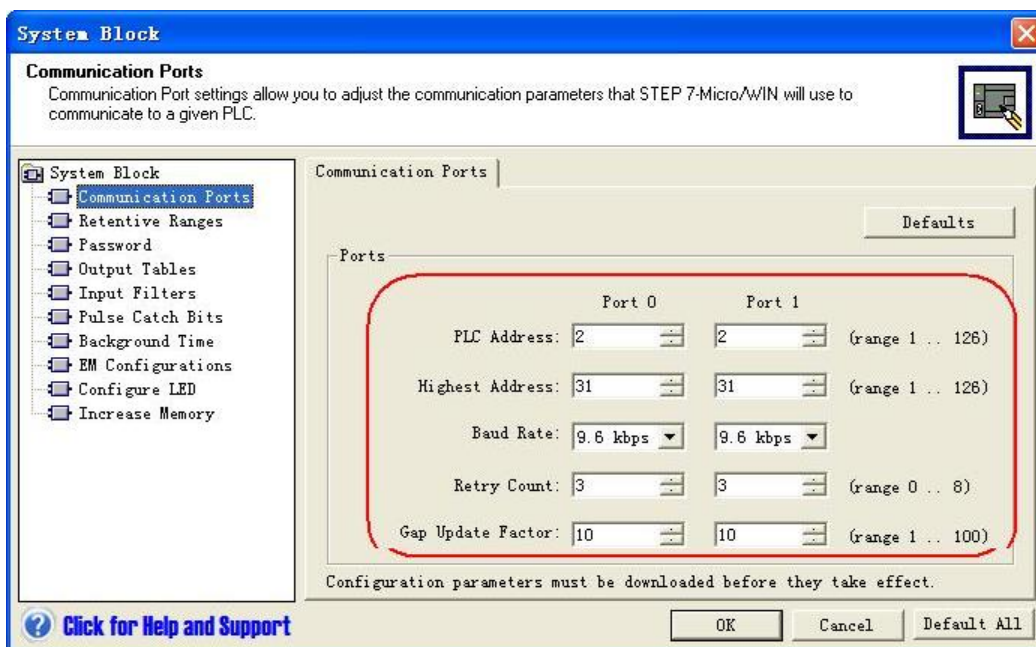 System Block
Communication Ports
Communication Port settings allow you to adjust the communication parameters that STEP 7-Micro/WIN will use to
communicate to a given PLC.
System Block
Communication Ports
Retentive Ranges
Password
Output Tables
Input Filters
Pulse Catch Bits
Background Time
EM Configurations
Configure LED
Increase Memory
Communication Ports
Defaults
Ports
Port 0 Port 1
PLC Address: 2 2 (range 1 .. 126)
Highest Address: 31 31 (range 1 .. 126)
Baud Rate: 9.6 kbps 9.6 kbps
Retry Count: 3 3 (range 0 .. 8)
Gap Update Factor: 10 10 (range 1 .. 100)
Configuration parameters must be downloaded before they take effect.
Click for Help and Support
OK Cancel Default All